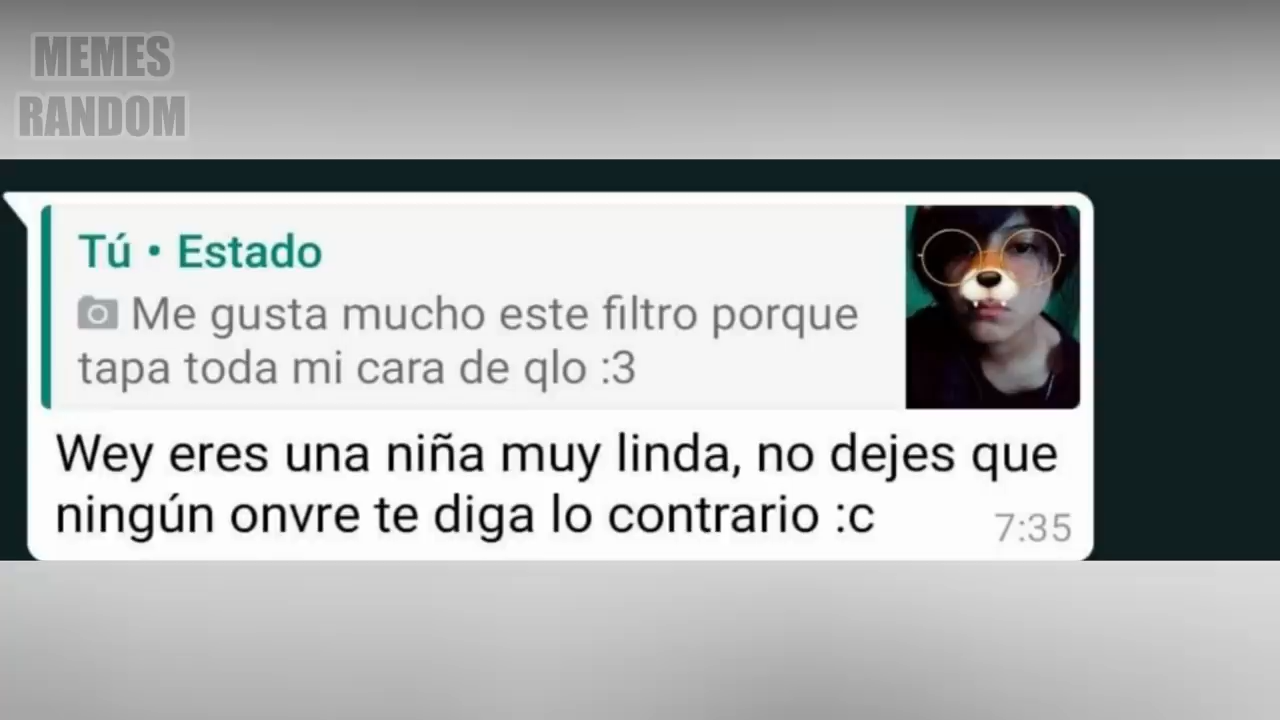 MEMES
RANDOM
Tú • Estado
Me gusta mucho este filtro porque
tapa toda mi cara de qlo :3
Wey eres una niña muy linda, no dejes que
ningún onvre te diga lo contrario :c
7:35